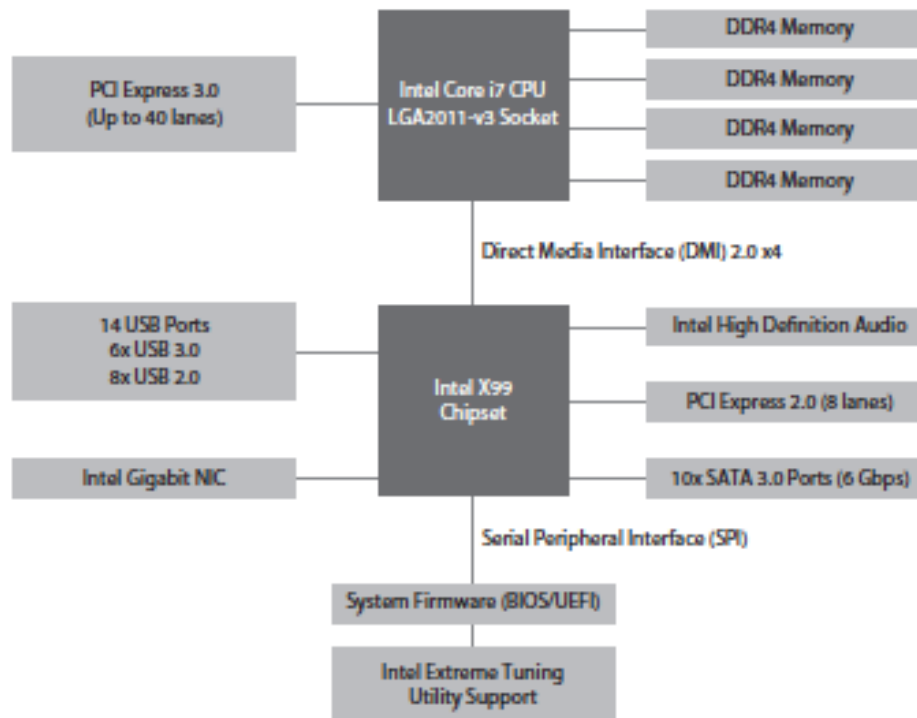 DDR4 Memory
PCI Express 3.0
(Up to 40 lanes)
Intel Core i7 CPU
LGA2011-v3 Socket
DDR4 Memory
DDR4 Memory
DDR4 Memory
Direct Media Interface (DMI) 2.0 x4
14 USB Ports
6x USB 3.0
8x USB 2.0
Intel X99
Chipset
Intel High Definition Audio
PCI Express 2.0 (8 lanes)
Intel Gigabit NIC
10x SATA 3.0 Ports (6 Gbps)
Serial Peripheral Interface (SPI)
System Firmware (BIOS/UEFI)
Intel Extreme Tuning
Utility Support